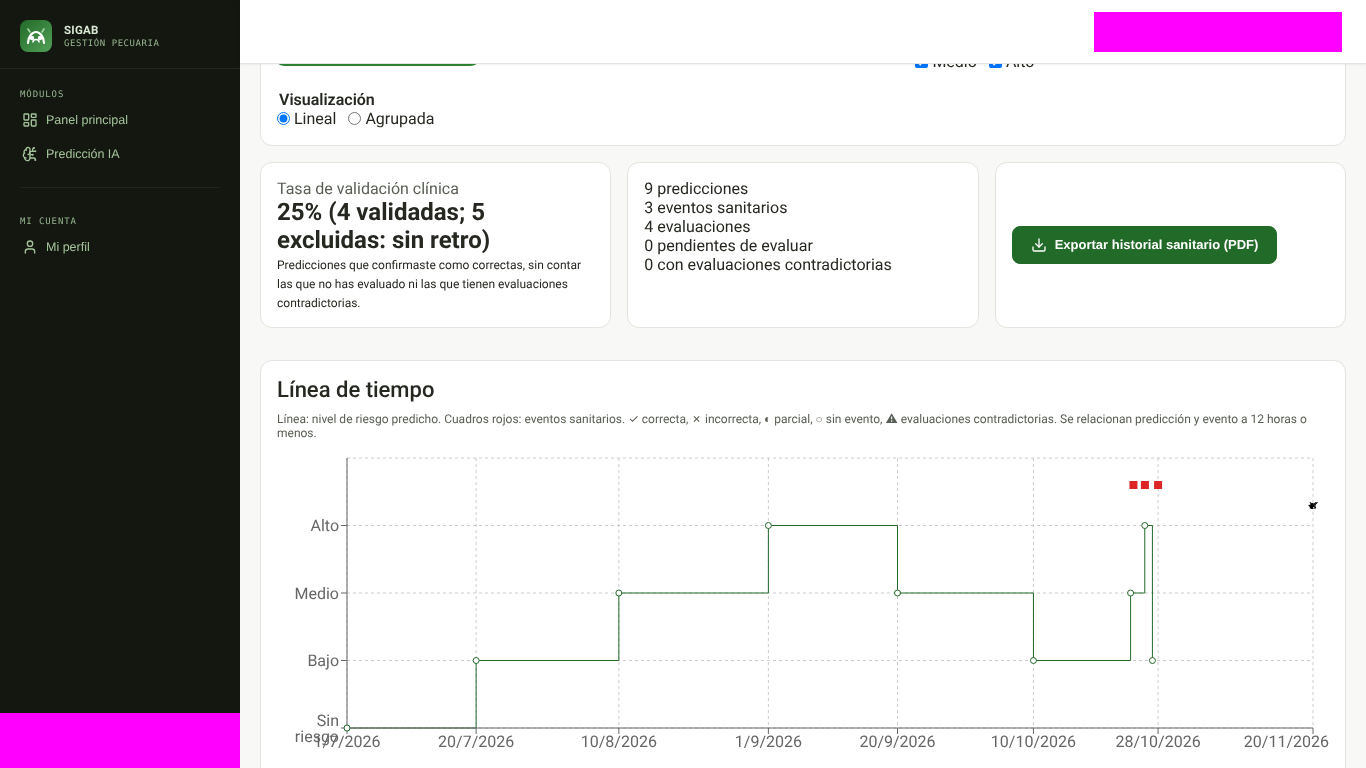 SIGAB
GESTIÓN PECUARIA
MÓDULOS
Panel principal
Predicción IA
MI CUENTA
Mi perfil
Medio Alto
Visualización
Lineal Agrupada
Tasa de validación clínica
25% (4 validadas; 5
excluidas: sin retro)
Predicciones que confirmaste como correctas, sin contar
las que no has evaluado ni las que tienen evaluaciones
contradictorias.
9 predicciones
3 eventos sanitarios
4 evaluaciones
0 pendientes de evaluar
0 con evaluaciones contradictorias
Exportar historial sanitario (PDF)
Línea de tiempo
Línea: nivel de riesgo predicho. Cuadros rojos: eventos sanitarios. ✓ correcta, × incorrecta, ◖ parcial, ○ sin evento, ⚠ evaluaciones contradictorias. Se relacionan predicción y evento a 12 horas o
menos.
Alto
Medio
Bajo
Sin
riesgo
1/7/2026 20/7/2026 10/8/2026 1/9/2026 20/9/2026 10/10/2026 28/10/2026 20/11/2026